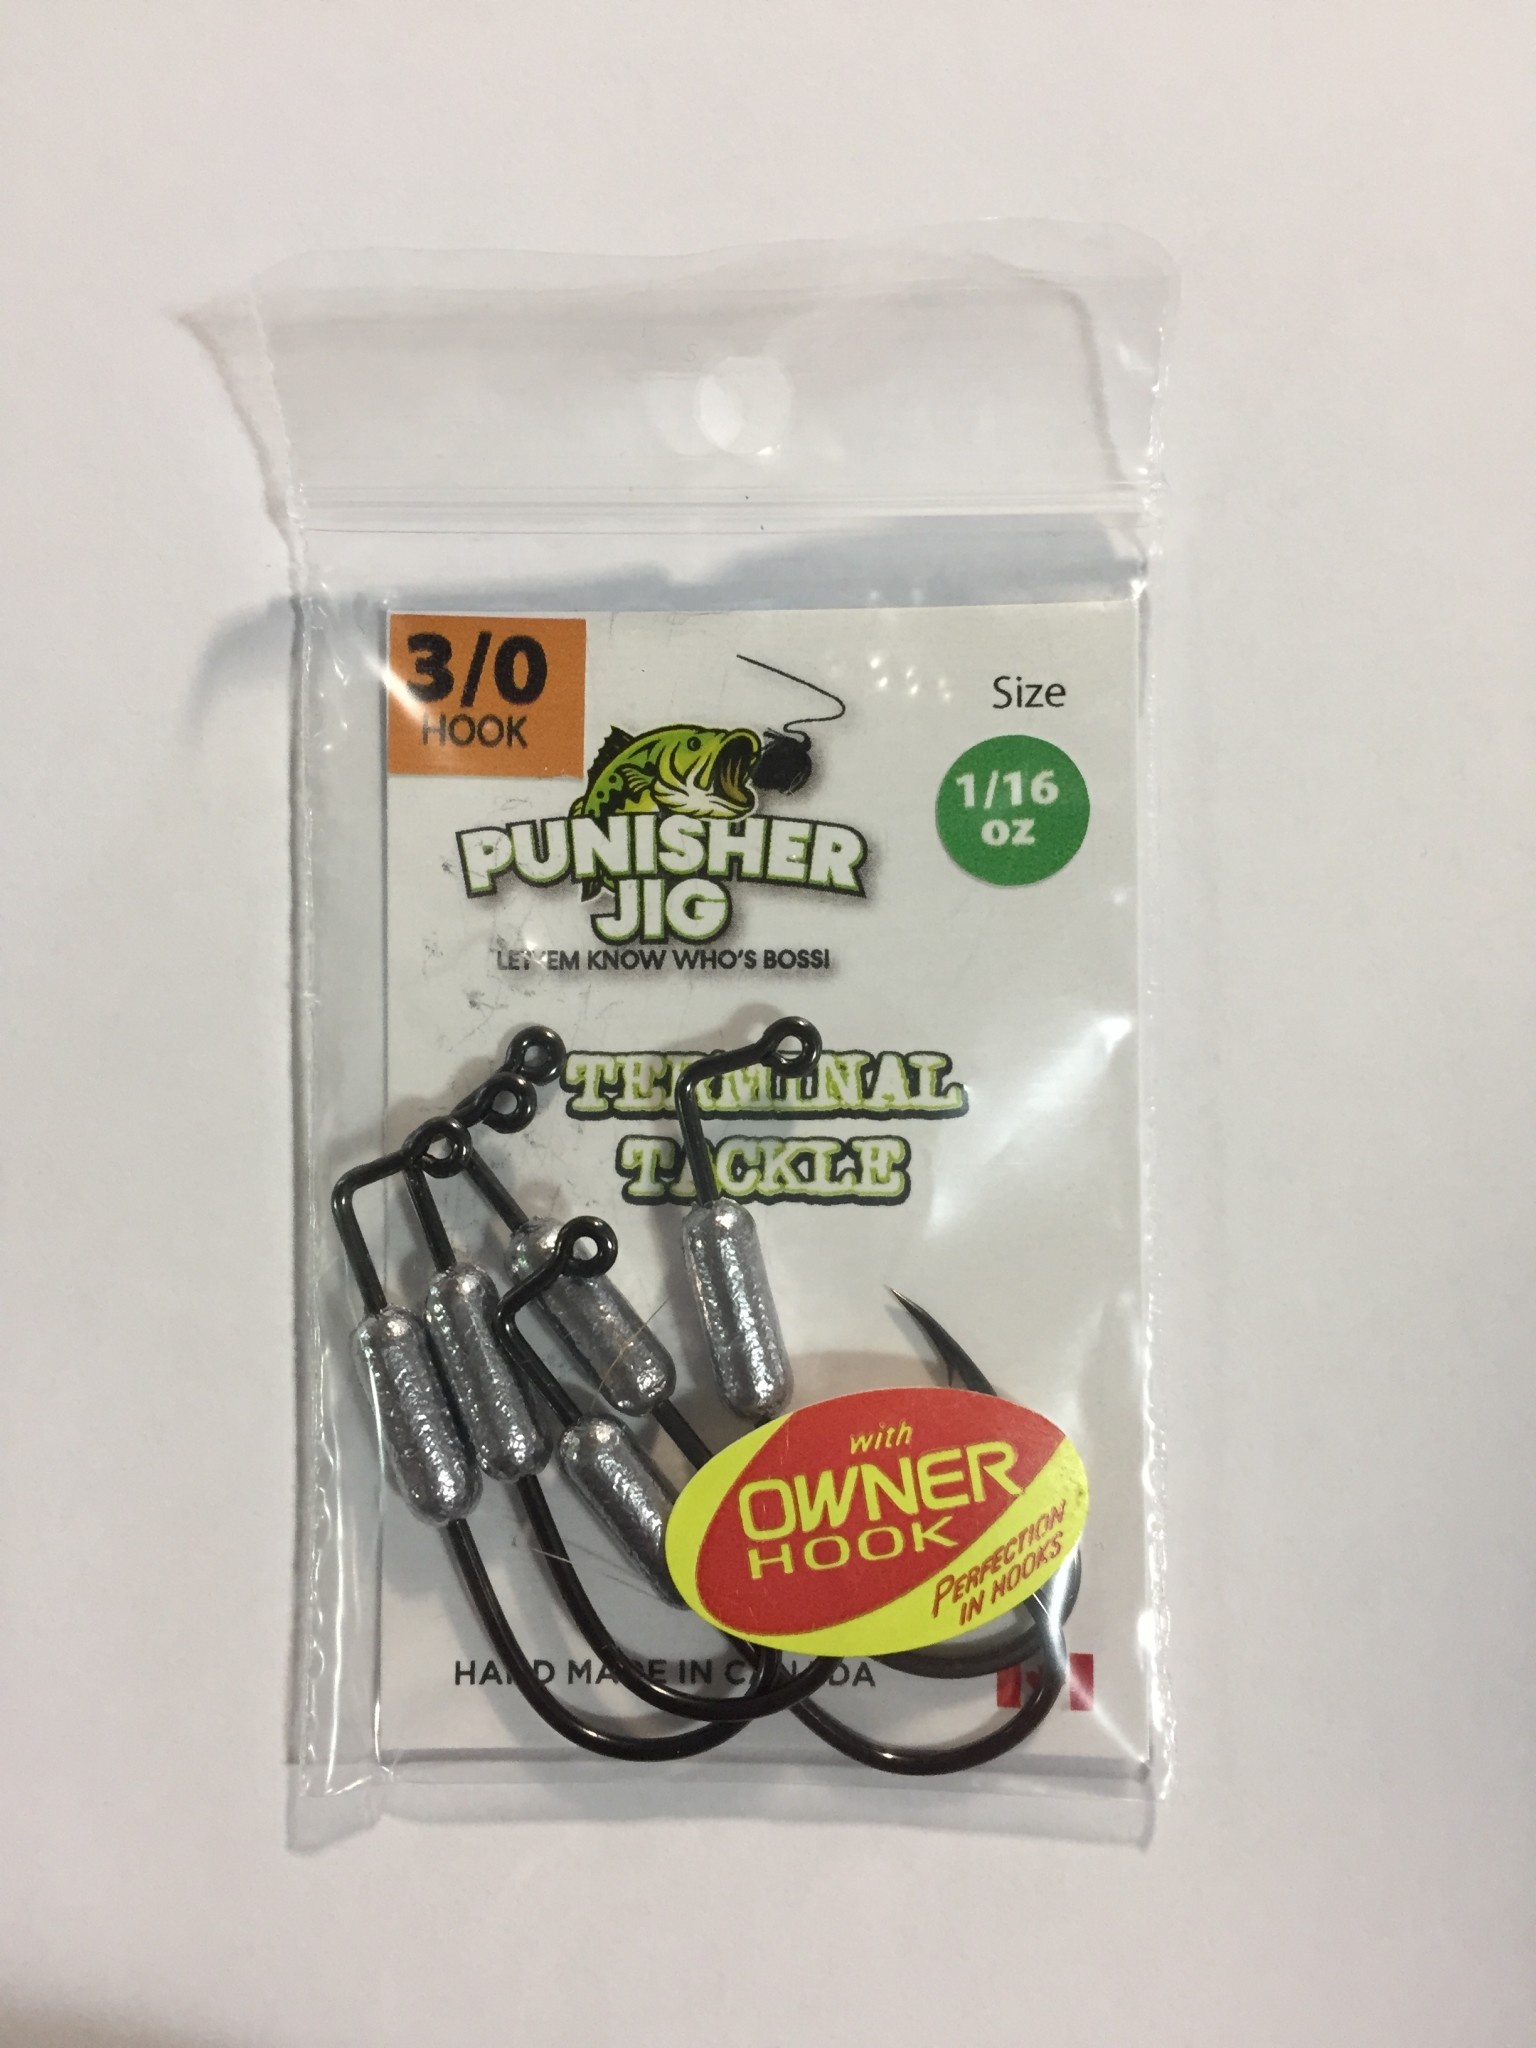 3/0
HOOK
Size
1/16
oz
PUNISHER
JIG
LET 'EM KNOW WHO'S BOSS!
TERMINAL
TACKLE
with
OWNER
HOOK
PERFECTION
IN HOOKS
HAND MADE IN CANADA